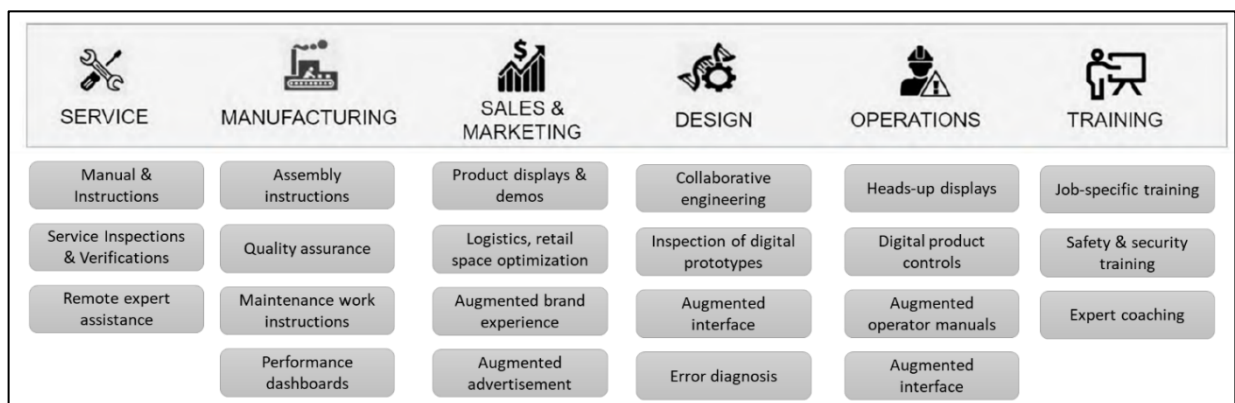 SERVICE
MANUFACTURING
SALES &
MARKETING
DESIGN
OPERATIONS
TRAINING
Manual &
Instructions
Service Inspections
& Verifications
Remote expert
assistance
Assembly
instructions
Quality assurance
Maintenance work
instructions
Performance
dashboards
Product displays &
demos
Logistics, retail
space optimization
Augmented brand
experience
Augmented
advertisement
Collaborative
engineering
Inspection of digital
prototypes
Augmented
interface
Error diagnosis
Heads-up displays
Digital product
controls
Augmented
operator manuals
Augmented
interface
Job-specific training
Safety & security
training
Expert coaching